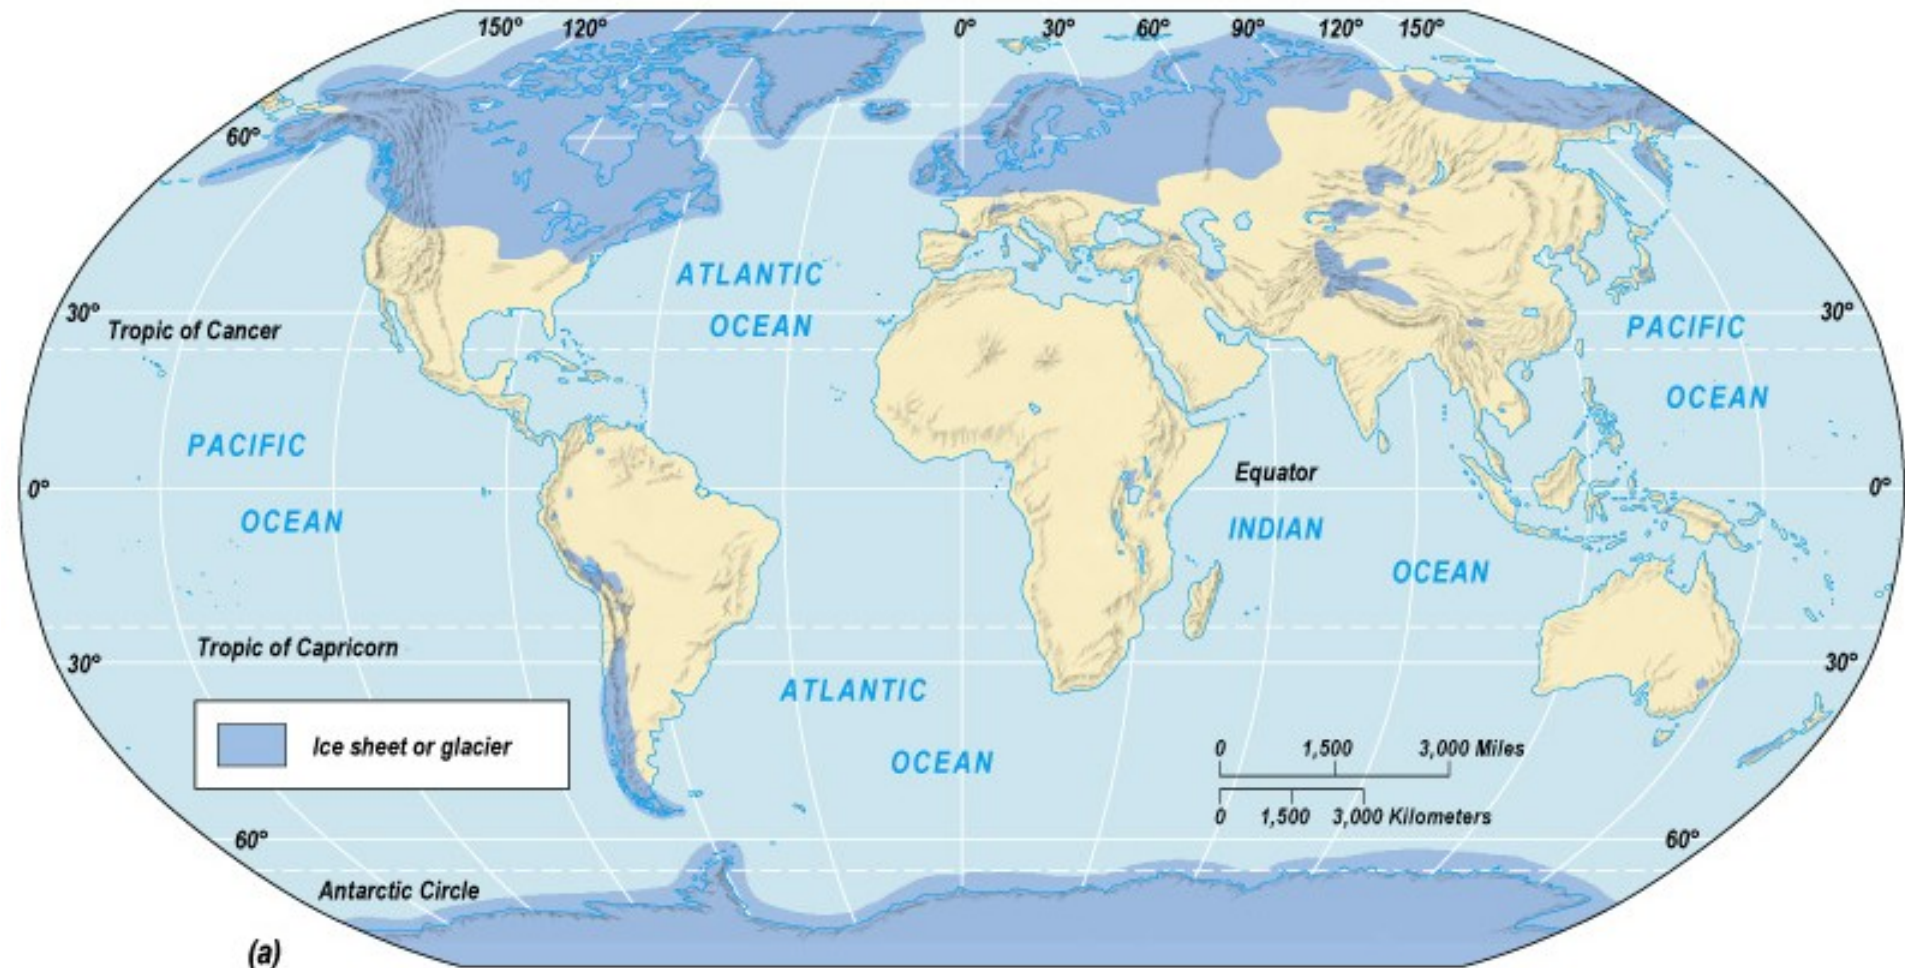 150° 120° 0° 30° 60° 90° 120° 150°
60°
ATLANTIC
OCEAN
30° 30°
Tropic of Cancer
PACIFIC
OCEAN
PACIFIC
OCEAN
Equator
0° 0°
INDIAN
OCEAN
Tropic of Capricorn
30° 30°
ATLANTIC
OCEAN
Ice sheet or glacier
0 1,500 3,000 Miles
0 1,500 3,000 Kilometers
60° 60°
Antarctic Circle
(a)